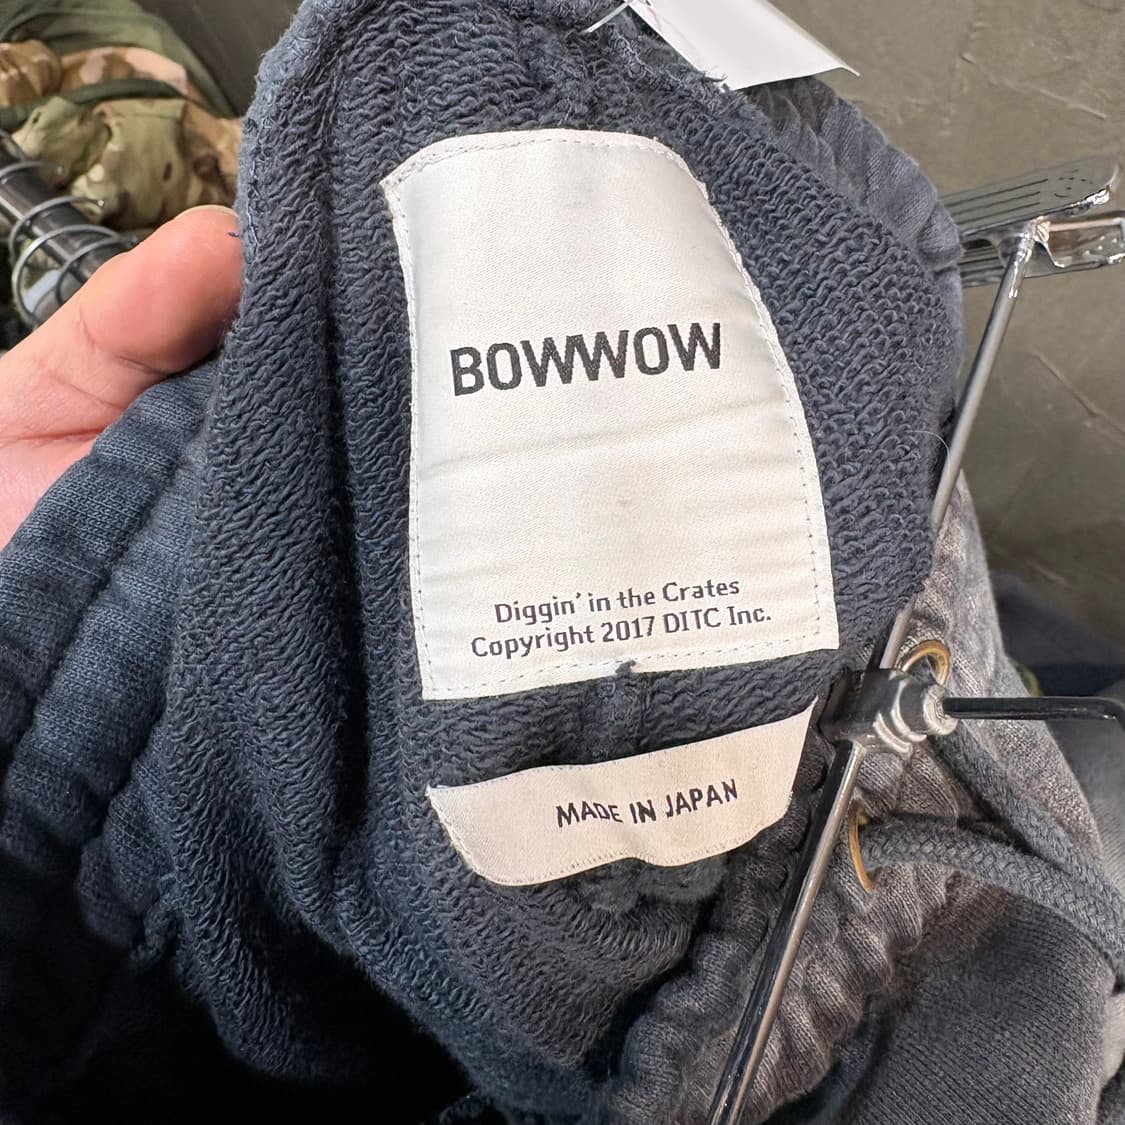 BOWWOW
Diggin' in the Crates
Copyright 2017 DITC Inc.
MADE IN JAPAN